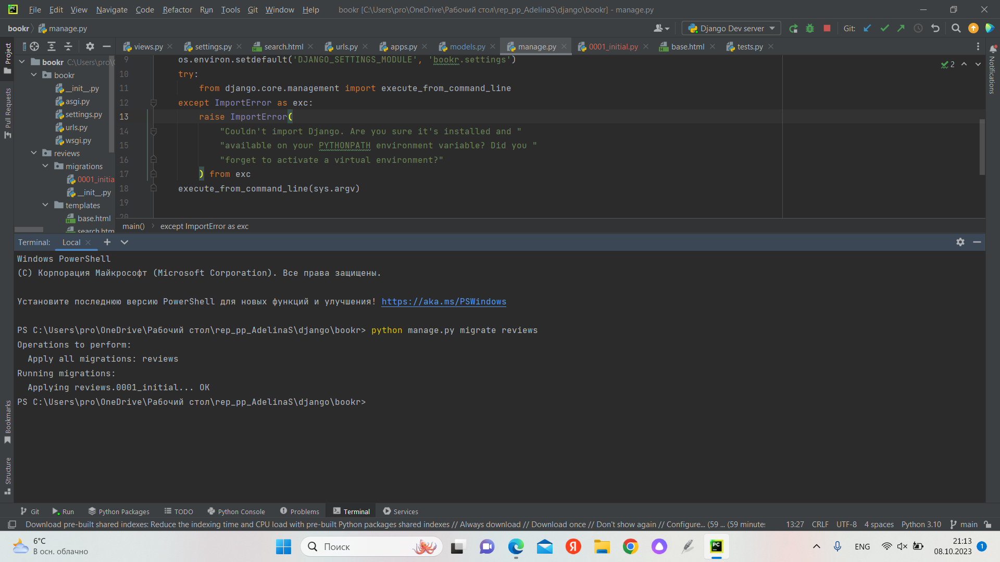 File Edit View Navigate Code Refactor Run Tools Git Window Help bookr [C:\Users\pro\OneDrive\Рабочий стол\rep_pp_AdelinaS\django\bookr] - manage.py
bookr manage.py Django Dev server Git:
views.py settings.py search.html urls.py apps.py models.py manage.py 0001_initial.py base.html tests.py
Project
Pull Requests
Bookmarks
Structure
Notifications
bookr C:\Users\pro\
bookr
__init__.py
asgi.py
settings.py
urls.py
wsgi.py
reviews
migrations
0001_initia
__init__.py
templates
base.html
search.htm
2
9 os.environ.setdefault('DJANGO_SETTINGS_MODULE', 'bookr.settings')
10 try:
11 from django.core.management import execute_from_command_line
12 except ImportError as exc:
13 raise ImportError(
14 "Couldn't import Django. Are you sure it's installed and "
15 "available on your PYTHONPATH environment variable? Did you "
16 "forget to activate a virtual environment?"
17 ) from exc
18 execute_from_command_line(sys.argv)
19
20
main() except ImportError as exc
Terminal: Local
Windows PowerShell
(C) Корпорация Майкрософт (Microsoft Corporation). Все права защищены.
Установите последнюю версию PowerShell для новых функций и улучшения! https://aka.ms/PSWindows
PS C:\Users\pro\OneDrive\Рабочий стол\rep_pp_AdelinaS\django\bookr> python manage.py migrate reviews
Operations to perform:
Apply all migrations: reviews
Running migrations:
Applying reviews.0001_initial... OK
PS C:\Users\pro\OneDrive\Рабочий стол\rep_pp_AdelinaS\django\bookr>
Git Run Python Packages TODO Python Console Problems Terminal Services
Download pre-built shared indexes: Reduce the indexing time and CPU load with pre-built Python packages shared indexes // Always download // Download once // Don't show again // Configure... (59 ... (59 minutes 13:27 CRLF UTF-8 4 spaces Python 3.10 main
6°C
В осн. облачно
Поиск
ENG
21:13
08.10.2023
1